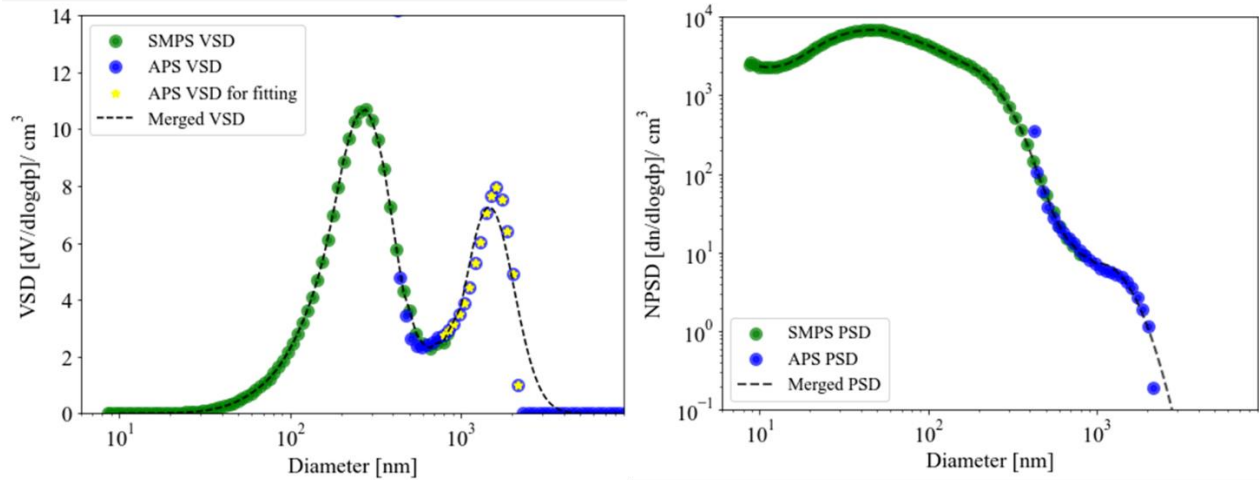 14
12
10
8
6
4
2
0
VSD [dV/dlogdp]/ cm³
SMPS VSD
APS VSD
APS VSD for fitting
Merged VSD
10¹
10²
10³
Diameter [nm]
10⁴
10³
10²
10¹
10⁰
10⁻¹
NPSD [dn/dlogdp]/ cm³
SMPS PSD
APS PSD
Merged PSD
10¹
10²
10³
Diameter [nm]